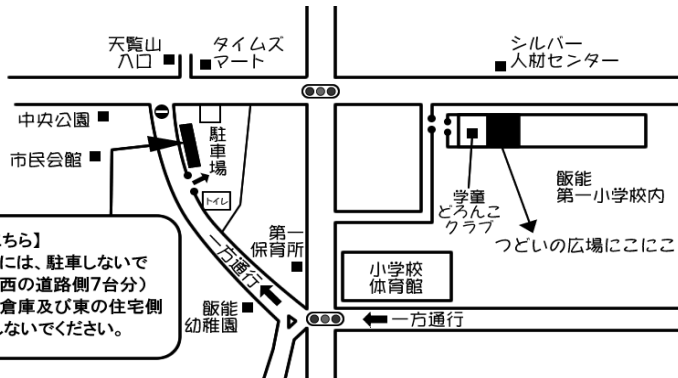 天覧山
入口
タイムズ
マート
シルバー
人材センター
中央公園
市民会館
駐車場
トイレ
学童
どろんこ
クラブ
飯能
第一小学校内
つどいの広場にこにこ
ちら】
には、駐車しないで
西の道路側7台分）
倉庫及び東の住宅側
しないでください。
第一
保育所
一方通行
小学校
体育館
飯能
幼稚園
一方通行